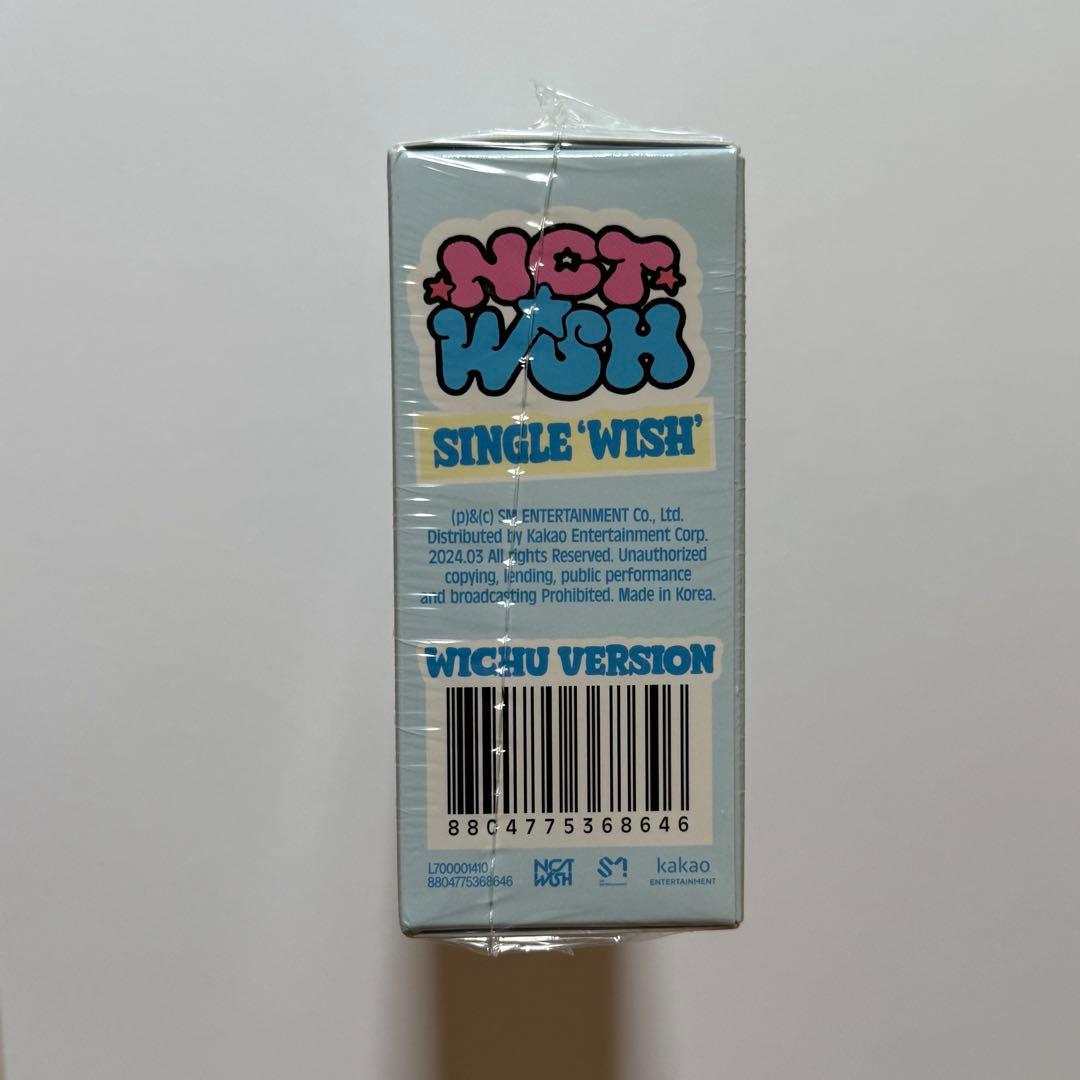 NCT
WISH
SINGLE 'WISH'
(p)&(c) SM ENTERTAINMENT Co., Ltd.
Distributed by Kakao Entertainment Corp.
2024.03 All rights Reserved. Unauthorized
copying, lending, public performance
and broadcasting Prohibited. Made in Korea.
WICHU VERSION
8804775368646
L700001410
8804775368646
NCT
WISH
SM
kakao
ENTERTAINMENT